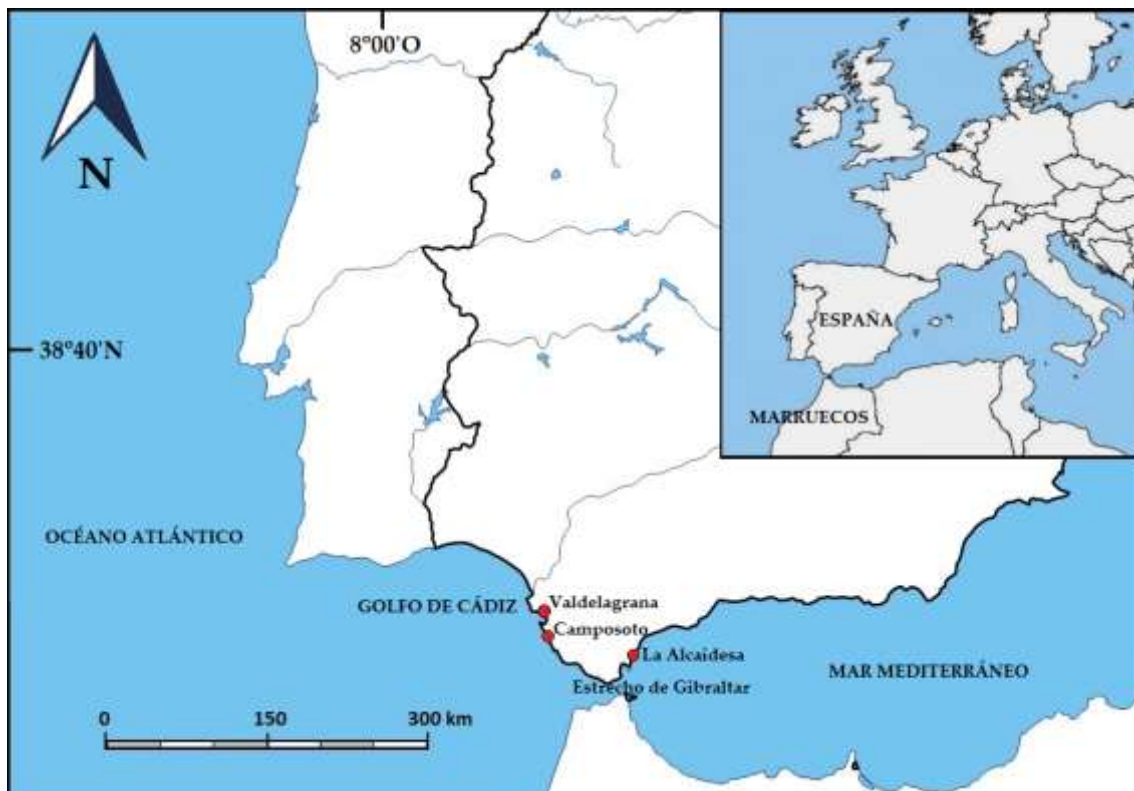 8°00'O
N
ESPAÑA
38°40'N
MARRUECOS
OCÉANO ATLÁNTICO
GOLFO DE CÁDIZ
Valdelagrana
Camposoto
La Alcaidesa
MAR MEDITERRÁNEO
Estrecho de Gibraltar
0 150 300 km